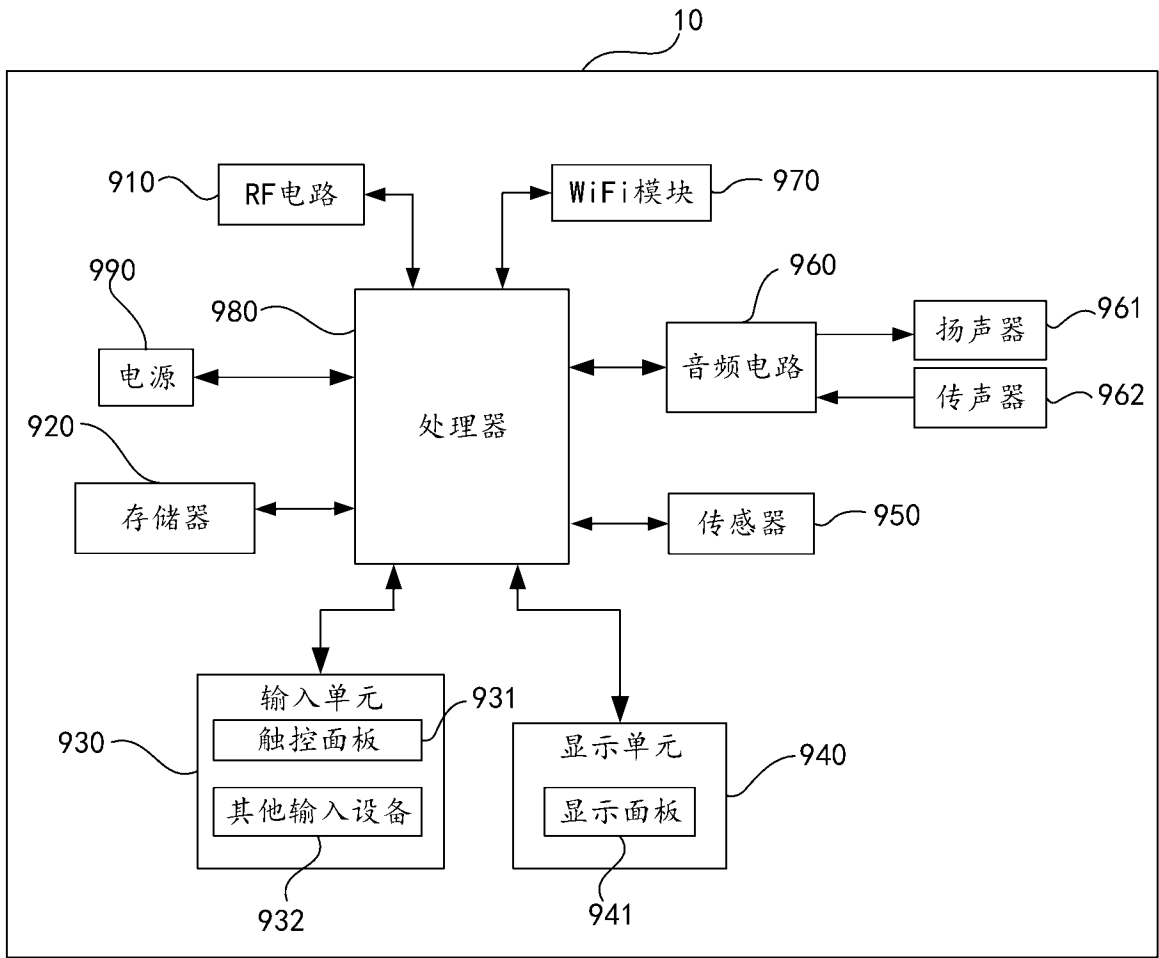 10
910
RF电路
WiFi模块
970
990
980
960
961
扬声器
电源
音频电路
传声器
962
920
处理器
存储器
传感器
950
输入单元
931
930
触控面板
显示单元
940
其他输入设备
显示面板
932
941